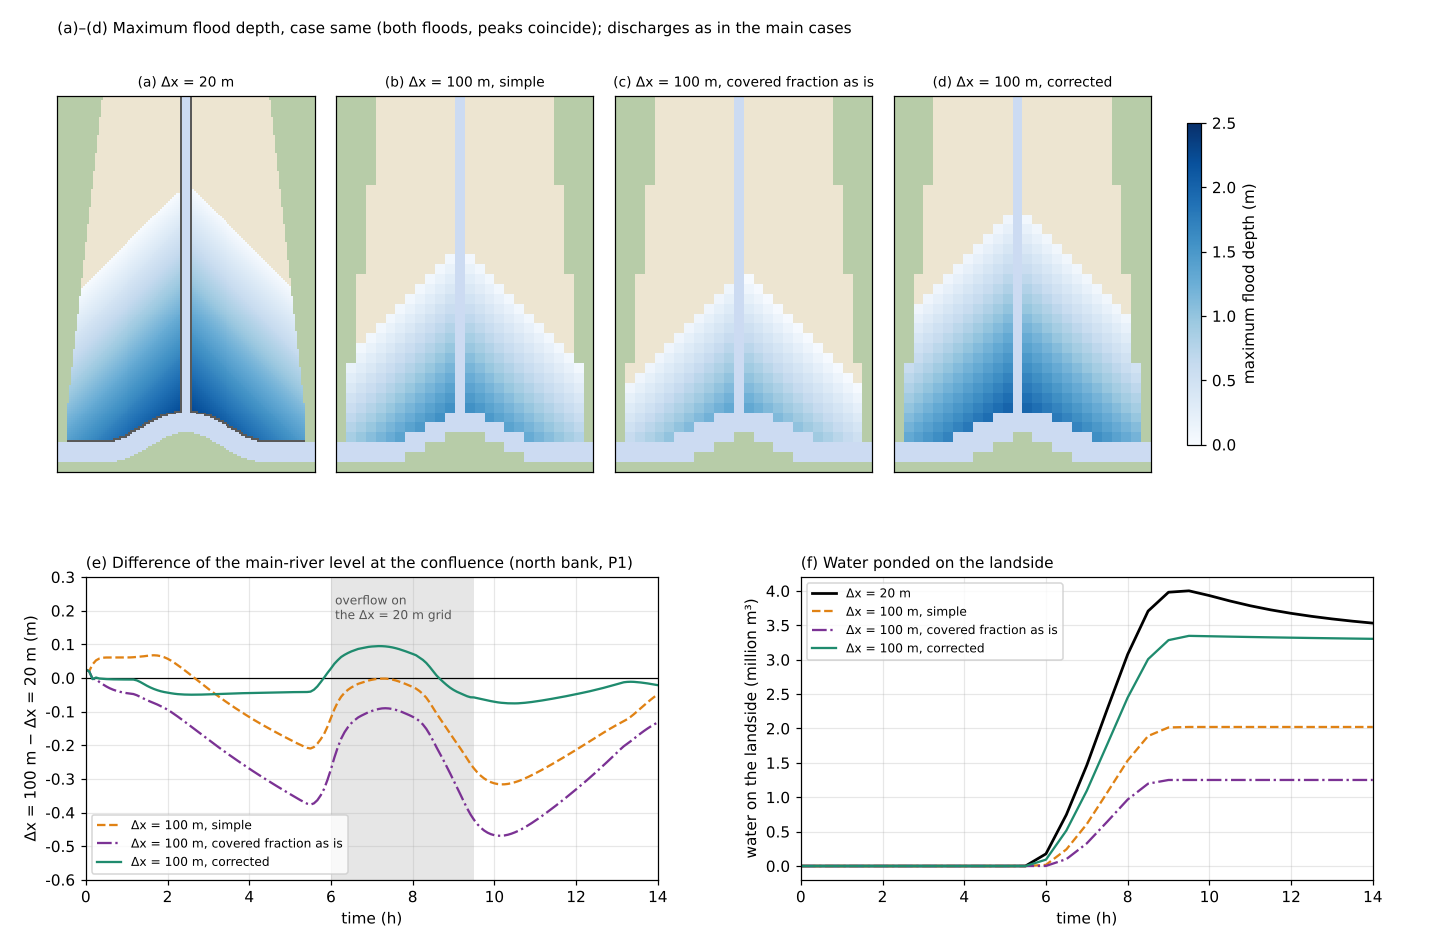 (a)–(d) Maximum flood depth, case same (both floods, peaks coincide); discharges as in the main cases
(a) Δx = 20 m
(b) Δx = 100 m, simple
(c) Δx = 100 m, covered fraction as is
(d) Δx = 100 m, corrected
2.5
2.0
1.5
1.0
0.5
0.0
maximum flood depth (m)
(e) Difference of the main-river level at the confluence (north bank, P1)
Δx = 100 m − Δx = 20 m (m)
0.3
0.2
0.1
0.0
-0.1
-0.2
-0.3
-0.4
-0.5
-0.6
overflow on
the Δx = 20 m grid
Δx = 100 m, simple
Δx = 100 m, covered fraction as is
Δx = 100 m, corrected
0
2
4
6
8
10
12
14
time (h)
(f) Water ponded on the landside
water on the landside (million m³)
4.0
3.5
3.0
2.5
2.0
1.5
1.0
0.5
0.0
Δx = 20 m
Δx = 100 m, simple
Δx = 100 m, covered fraction as is
Δx = 100 m, corrected
0
2
4
6
8
10
12
14
time (h)